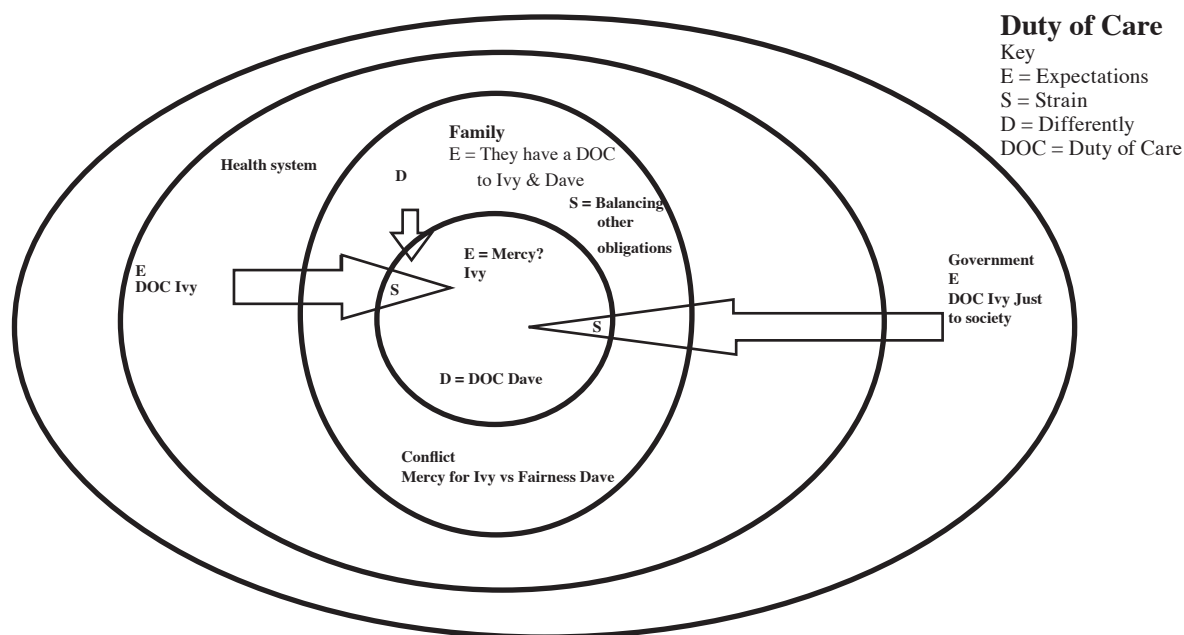 Duty of Care
Key
E = Expectations
S = Strain
D = Differently
DOC = Duty of Care
Family
E = They have a DOC
to Ivy & Dave
Health system
D
S = Balancing
other
obligations
E = Mercy?
Ivy
E
DOC Ivy
S
Government
E
DOC Ivy Just
to society
S
D = DOC Dave
Conflict
Mercy for Ivy vs Fairness Dave